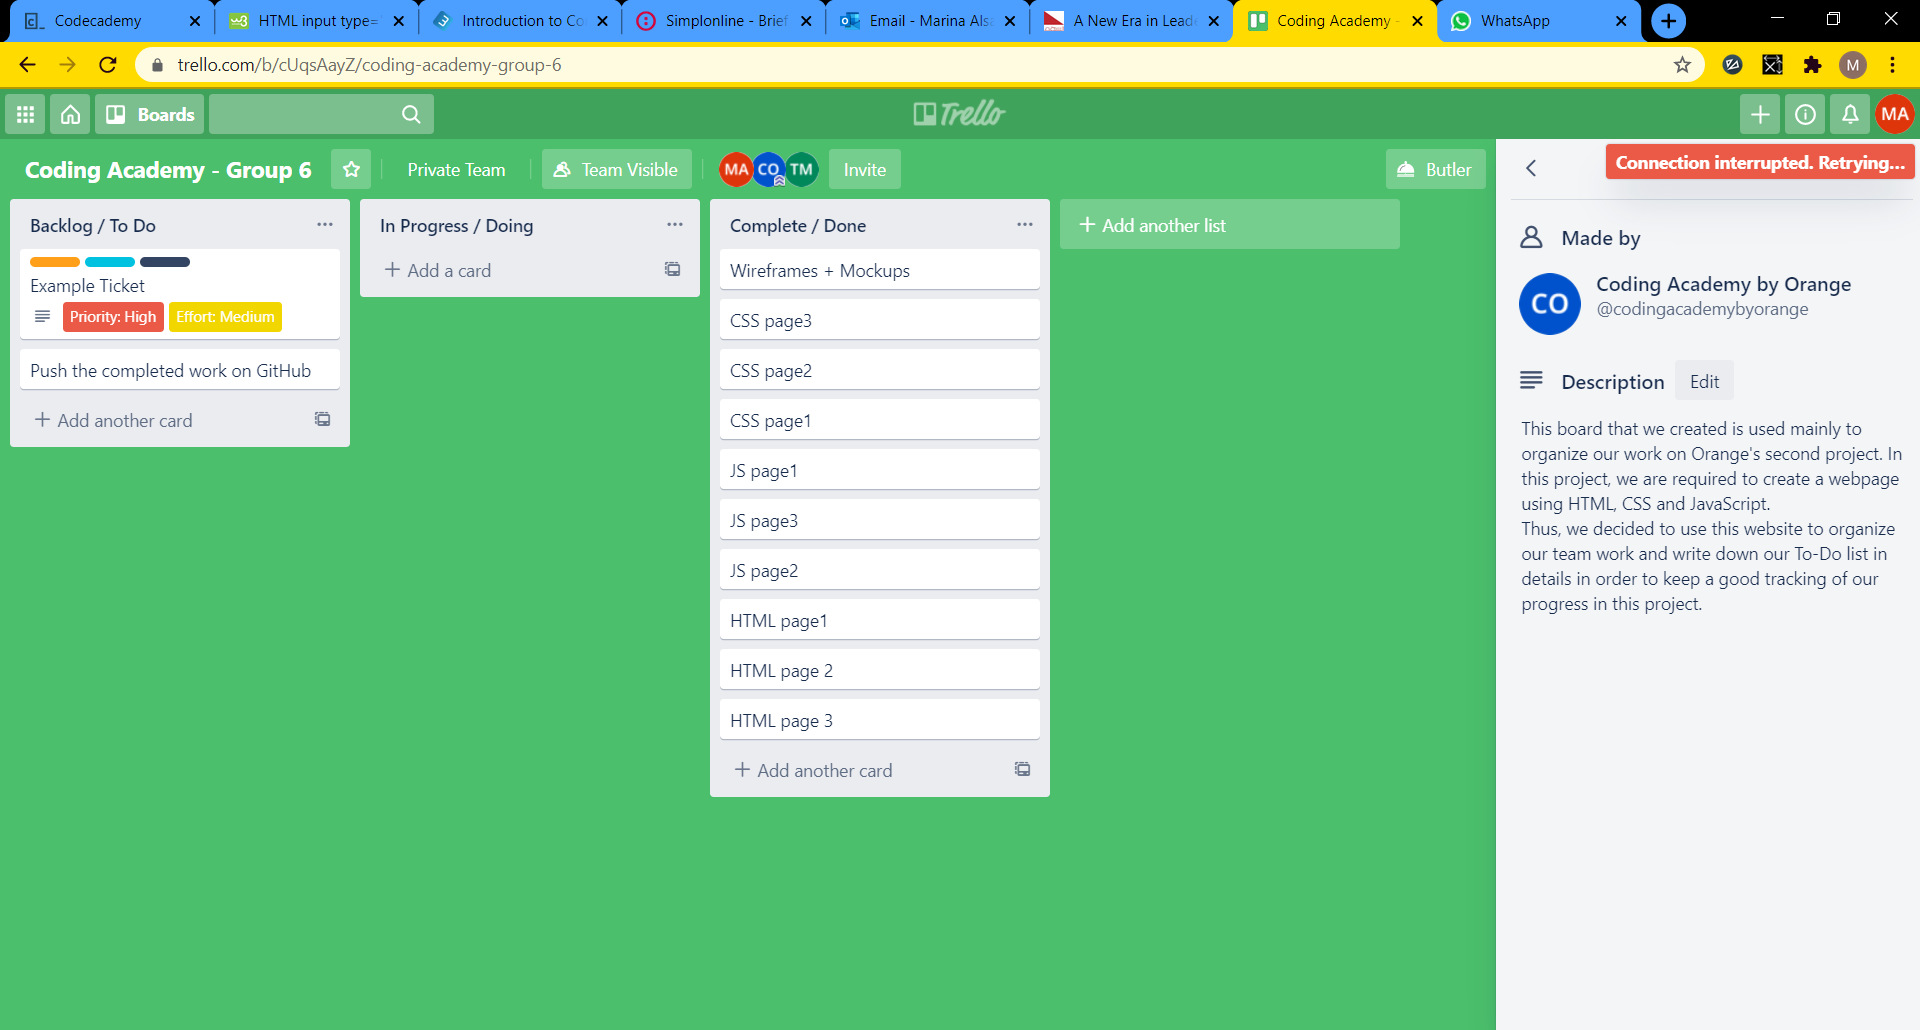 Codecademy
HTML input type=
Introduction to Co
Simplonline - Brief
Email - Marina Alsa
A New Era in Leade
Coding Academy -
WhatsApp
trello.com/b/cUqsAayZ/coding-academy-group-6
M
Boards
Trello
MA
Coding Academy - Group 6
Private Team
Team Visible
MA
CO
TM
Invite
Butler
Connection interrupted. Retrying...
Backlog / To Do
Example Ticket
Priority: High
Effort: Medium
Push the completed work on GitHub
+ Add another card
In Progress / Doing
+ Add a card
Complete / Done
Wireframes + Mockups
CSS page3
CSS page2
CSS page1
JS page1
JS page3
JS page2
HTML page1
HTML page 2
HTML page 3
+ Add another card
+ Add another list
Made by
CO
Coding Academy by Orange
@codingacademybyorange
Description
Edit
This board that we created is used mainly to
organize our work on Orange's second project. In
this project, we are required to create a webpage
using HTML, CSS and JavaScript.
Thus, we decided to use this website to organize
our team work and write down our To-Do list in
details in order to keep a good tracking of our
progress in this project.